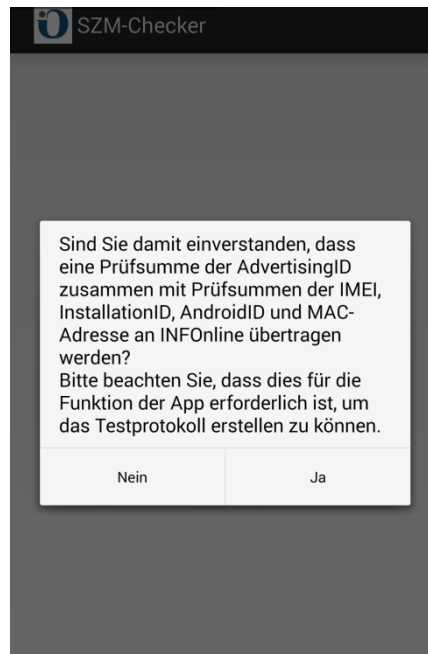 SZM-Checker
Sind Sie damit einverstanden, dass
eine Prüfsumme der AdvertisingID
zusammen mit Prüfsummen der IMEI,
InstallationID, AndroidID und MAC-
Adresse an INFOnline übertragen
werden?
Bitte beachten Sie, dass dies für die
Funktion der App erforderlich ist, um
das Testprotokoll erstellen zu können.
Nein Ja